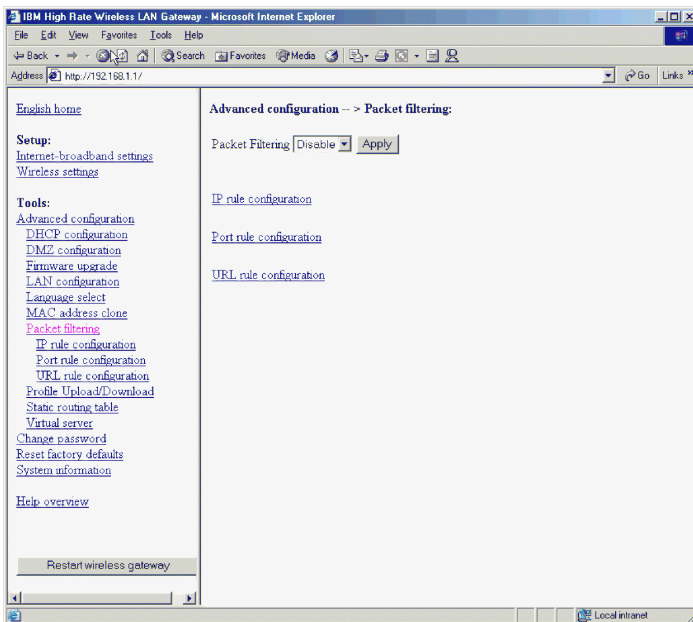 IBM High Rate Wireless LAN Gateway - Microsoft Internet Explorer
File Edit View Favorites Tools Help
Back Search Favorites Media
Address http://192.168.1.1/ Go Links »
English home
Setup:
Internet-broadband settings
Wireless settings
Tools:
Advanced configuration
DHCP configuration
DMZ configuration
Firmware upgrade
LAN configuration
Language select
MAC address clone
Packet filtering
IP rule configuration
Port rule configuration
URL rule configuration
Profile Upload/Download
Static routing table
Virtual server
Change password
Reset factory defaults
System information
Help overview
Restart wireless gateway
Advanced configuration -- > Packet filtering:
Packet Filtering Disable Apply
IP rule configuration
Port rule configuration
URL rule configuration
Local intranet